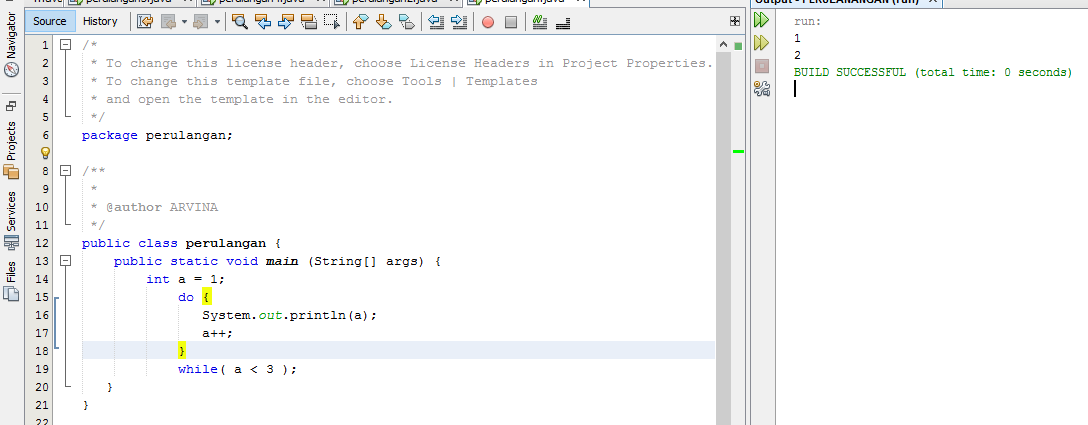 Source History
Navigator
Projects
Services
Files
1 /*
2 * To change this license header, choose License Headers in Project Properties.
3 * To change this template file, choose Tools | Templates
4 * and open the template in the editor.
5 */
6 package perulangan;
8 /**
9 *
10 * @author ARVINA
11 */
12 public class perulangan {
13 public static void main (String[] args) {
14 int a = 1;
15 do {
16 System.out.println(a);
17 a++;
18 }
19 while( a < 3 );
20 }
21 }
22
run:
1
2
BUILD SUCCESSFUL (total time: 0 seconds)